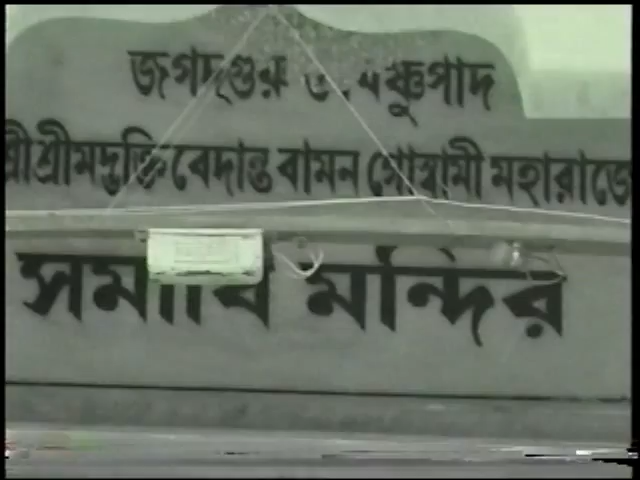 জগদ্‌গুরু
শ্রীশ্রীমদ্ভক্তিবেদান্ত বামন গোস্বামী মহারাজে
সমাধি মন্দির